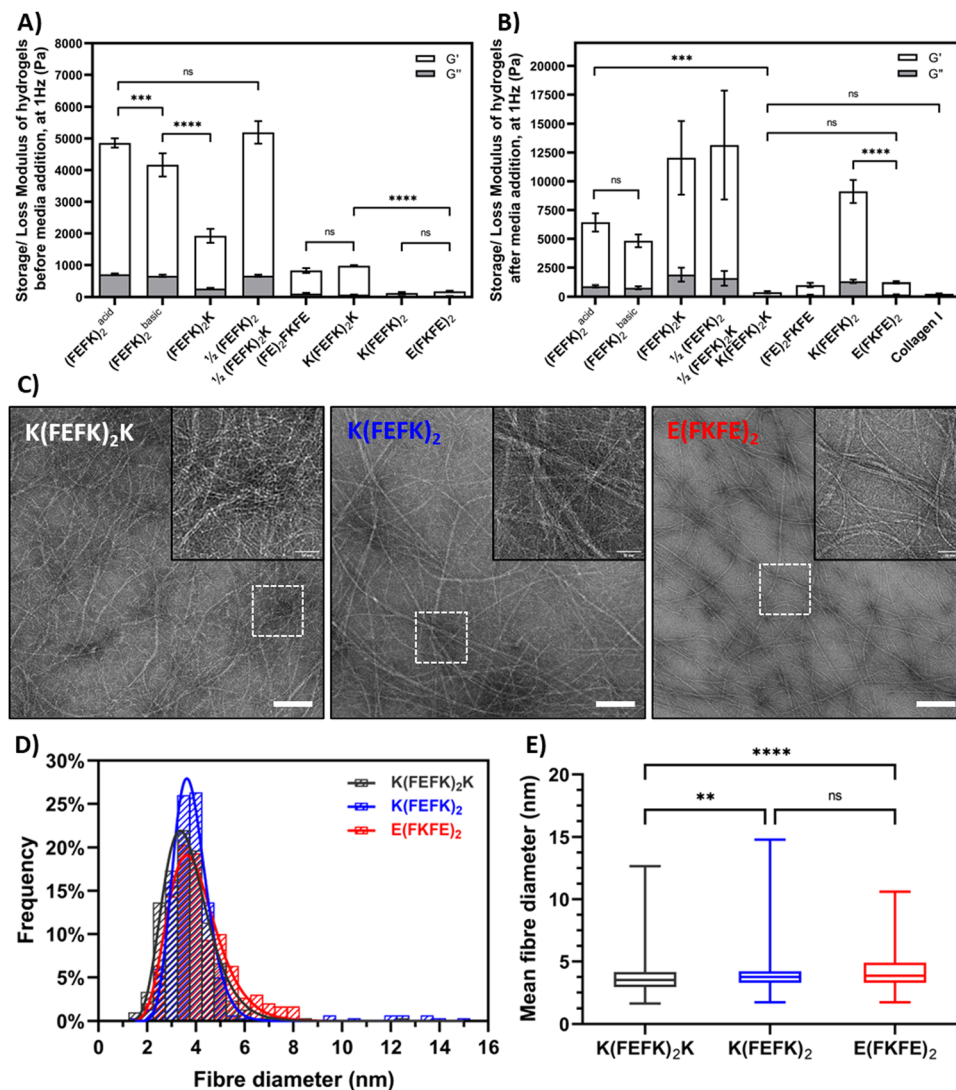 A)
Storage/ Loss Modulus of hydrogels
before media addition, at 1Hz (Pa)
8000
7000
6000
5000
4000
3000
2000
1000
0
G'
G''
ns
***
****
****
ns
ns
(FEFK)₂ᵃᶜⁱᵈ
(FEFK)₂ᵇᵃˢⁱᶜ
(FEFK)₂K
½ (FEFK)₂
½ (FEFK)₂K
(FE)₂FKFE
K(FEFK)₂K
K(FEFK)₂
E(FKFE)₂
B)
Storage/ Loss Modulus of hydrogels
after media addition, at 1Hz (Pa)
20000
17500
15000
12500
10000
7500
5000
2500
0
G'
G''
***
ns
ns
****
ns
(FEFK)₂ᵃᶜⁱᵈ
(FEFK)₂ᵇᵃˢⁱᶜ
(FEFK)₂K
½ (FEFK)₂
½ (FEFK)₂K
K(FEFK)₂K
(FE)₂FKFE
K(FEFK)₂
E(FKFE)₂
Collagen I
C)
K(FEFK)₂K
K(FEFK)₂
E(FKFE)₂
D)
Frequency
30%
25%
20%
15%
10%
5%
0%
K(FEFK)₂K
K(FEFK)₂
E(FKFE)₂
0 2 4 6 8 10 12 14 16
Fibre diameter (nm)
E)
Mean fibre diameter (nm)
20
15
10
5
0
****
**
ns
K(FEFK)₂K K(FEFK)₂ E(FKFE)₂